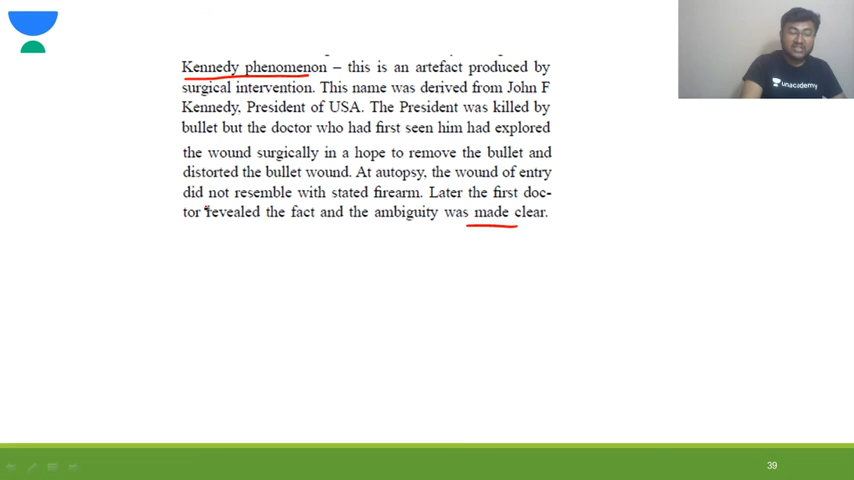 Kennedy phenomenon – this is an artefact produced by
surgical intervention. This name was derived from John F
Kennedy, President of USA. The President was killed by
bullet but the doctor who had first seen him had explored
the wound surgically in a hope to remove the bullet and
distorted the bullet wound. At autopsy, the wound of entry
did not resemble with stated firearm. Later the first doc-
tor revealed the fact and the ambiguity was made clear.
unacademy
39